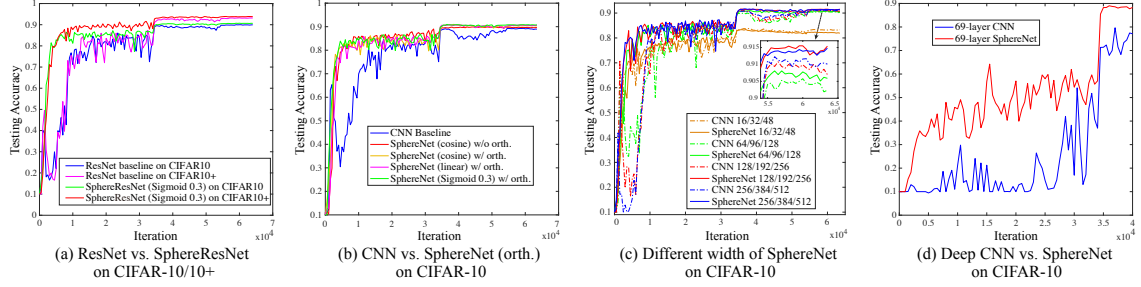 1
0.9
0.8
0.7
0.6
0.5
0.4
0.3
0.2
0.1
0
Testing Accuracy
ResNet baseline on CIFAR10
ResNet baseline on CIFAR10+
SphereResNet (Sigmoid 0.3) on CIFAR10
SphereResNet (Sigmoid 0.3) on CIFAR10+
0 1 2 3 4 5 6 7
Iteration
×10⁴
(a) ResNet vs. SphereResNet
on CIFAR-10/10+
1
0.9
0.8
0.7
0.6
0.5
0.4
0.3
0.2
0.1
Testing Accuracy
CNN Baseline
SphereNet (cosine) w/o orth.
SphereNet (cosine) w/ orth.
SphereNet (linear) w/ orth.
SphereNet (Sigmoid 0.3) w/ orth.
0 1 2 3 4 5 6 7
Iteration
×10⁴
(b) CNN vs. SphereNet (orth.)
on CIFAR-10
0.9
0.8
0.7
0.6
0.5
0.4
0.3
0.2
0.1
Testing Accuracy
0.915
0.905
0.9
5.5 6 6.5
×10⁴
CNN 16/32/48
SphereNet 16/32/48
CNN 64/96/128
SphereNet 64/96/128
CNN 128/192/256
SphereNet 128/192/256
CNN 256/384/512
SphereNet 256/384/512
0 1 2 3 4 5 6 7
Iteration
×10⁴
(c) Different width of SphereNet
on CIFAR-10
0.9
0.8
0.7
0.6
0.5
0.4
0.3
0.2
0.1
0
Testing Accuracy
69-layer CNN
69-layer SphereNet
0 0.5 1 1.5 2 2.5 3 3.5 4
Iteration
×10⁴
(d) Deep CNN vs. SphereNet
on CIFAR-10